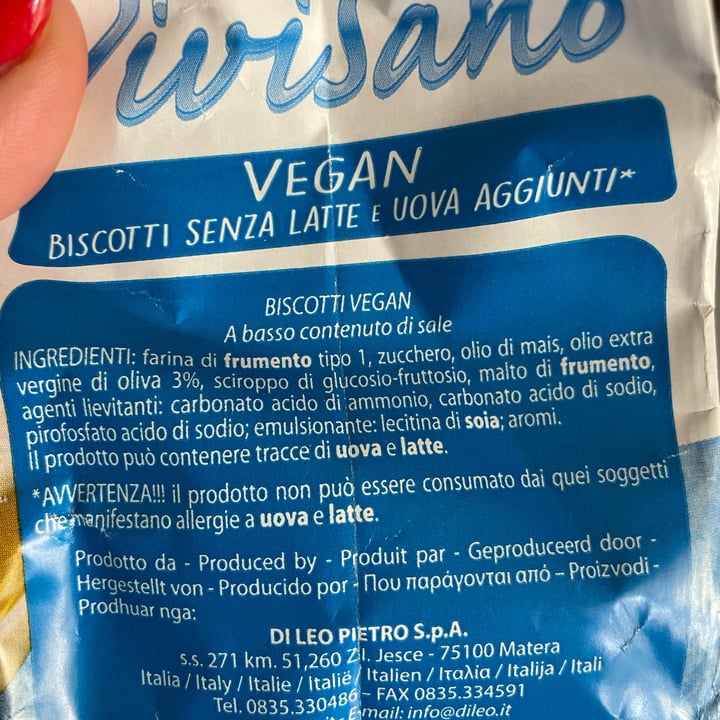 Vivisano
VEGAN
BISCOTTI SENZA LATTE E UOVA AGGIUNTI*
BISCOTTI VEGAN
A basso contenuto di sale
INGREDIENTI: farina di frumento tipo 1, zucchero, olio di mais, olio extra
vergine di oliva 3%, sciroppo di glucosio-fruttosio, malto di frumento,
agenti lievitanti: carbonato acido di ammonio, carbonato acido di sodio,
pirofosfato acido di sodio; emulsionante: lecitina di soia; aromi.
Il prodotto può contenere tracce di uova e latte.
*AVVERTENZA!!! il prodotto non può essere consumato dai quei soggetti
che manifestano allergie a uova e latte.
Prodotto da - Produced by - Produit par - Geproduceerd door -
Hergestellt von - Producido por - Που παράγονται από – Proizvodi -
Prodhuar nga:
DI LEO PIETRO S.p.A.
s.s. 271 km. 51,260 Z.I. Jesce - 75100 Matera
Italia / Italy / Italie / Italië / Italien / Ιταλία / Italija / Itali
Tel. 0835.330486 – FAX 0835.334591
mail: info@dileo.it